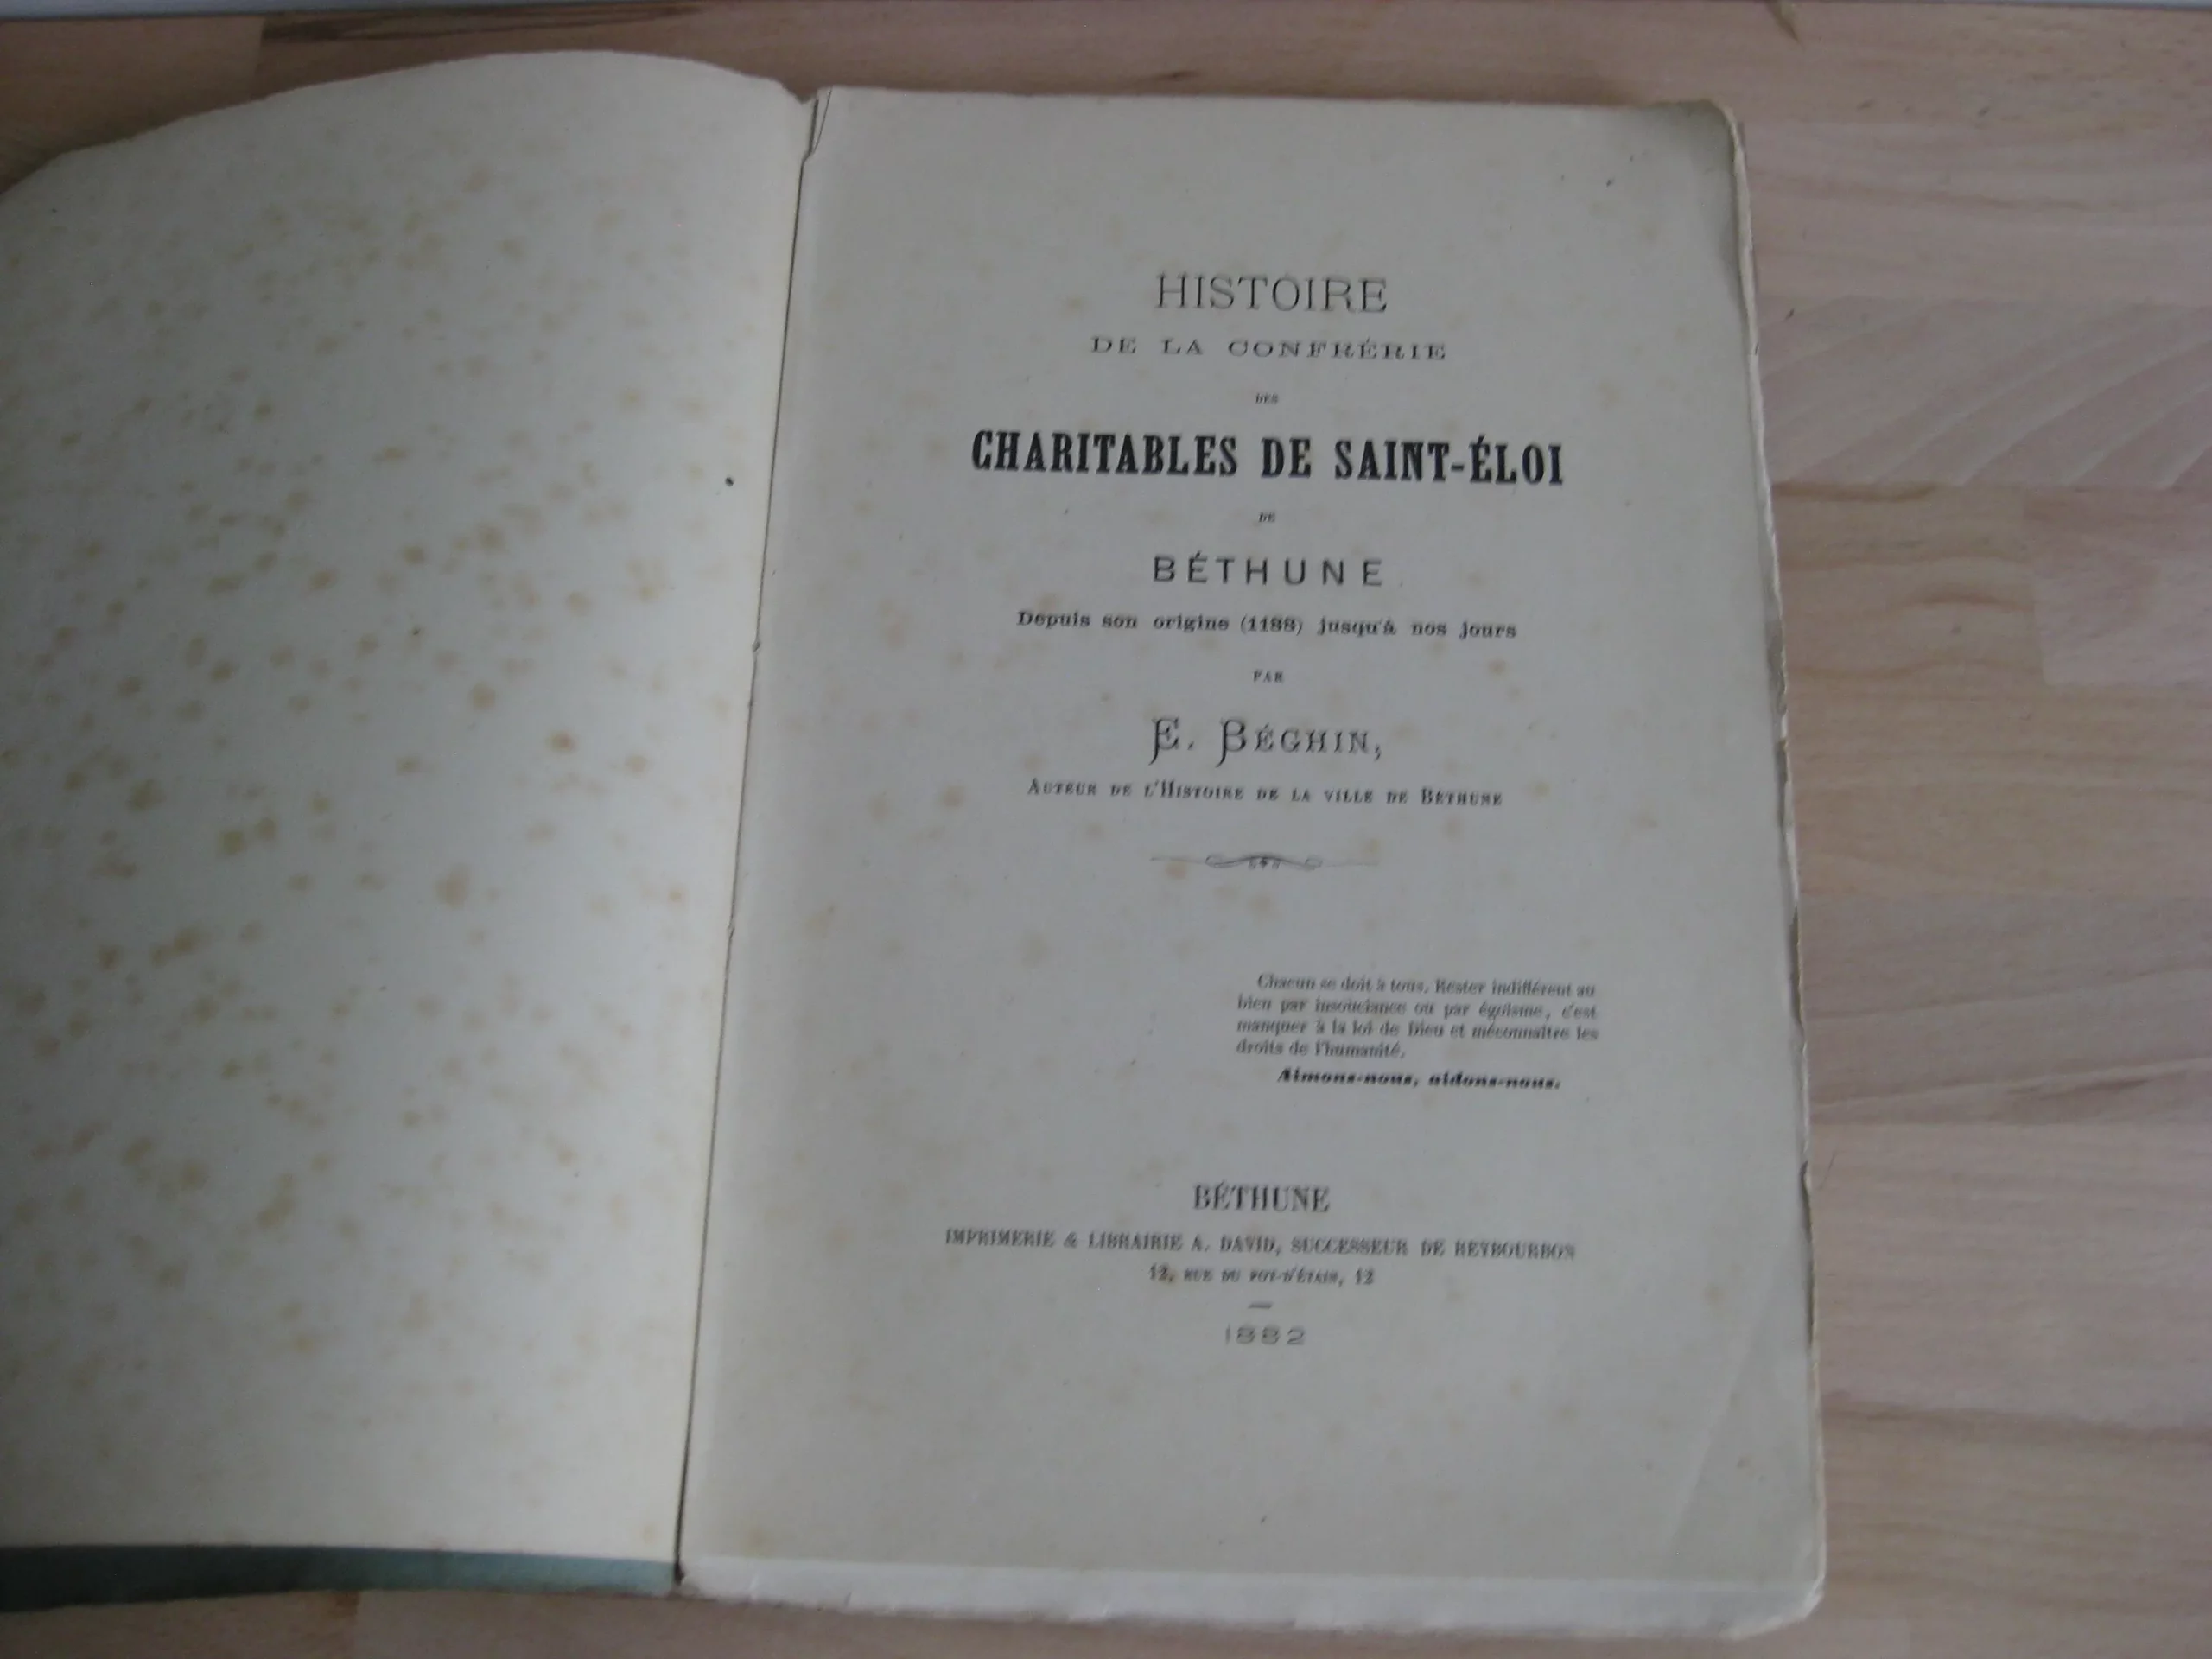 HISTOIRE
DE LA CONFRÉRIE
DES
CHARITABLES DE SAINT-ÉLOI
DE
BÉTHUNE
Depuis son origine (1188) jusqu'à nos jours
PAR
E. BÉGHIN,
AUTEUR DE L'HISTOIRE DE LA VILLE DE BÉTHUNE
Chacun se doit à tous. Rester indifférent au
bien par insouciance ou par égoïsme, c'est
manquer à la loi de Dieu et méconnaître les
droits de l'humanité.
Aimons-nous, aidons-nous.
BÉTHUNE
IMPRIMERIE & LIBRAIRIE A. DAVID, SUCCESSEUR DE REYBOURBON
12, RUE DU POT-D'ÉTAIN, 12
1882